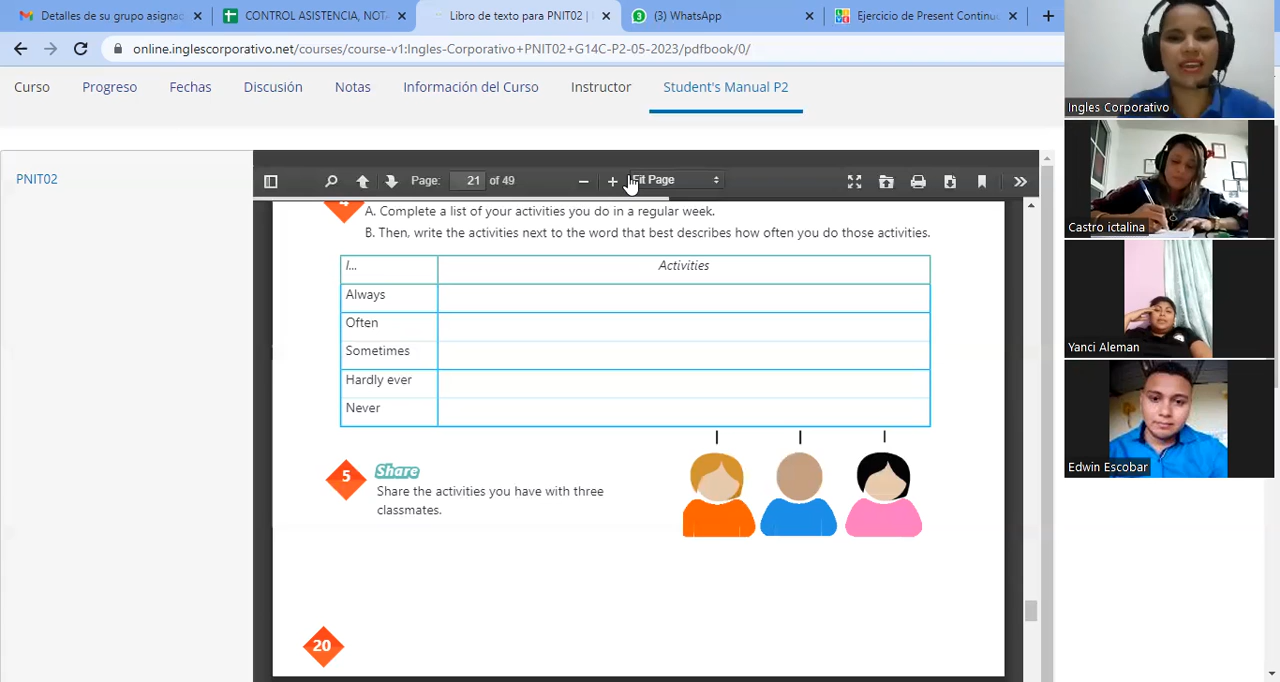 Detalles de su grupo asignad
CONTROL ASISTENCIA, NOTA
Libro de texto para PNIT02 |
(3) WhatsApp
Ejercicio de Present Continuo
online.inglescorporativo.net/courses/course-v1:Ingles-Corporativo+PNIT02+G14C-P2-05-2023/pdfbook/0/
Curso Progreso Fechas Discusión Notas Información del Curso Instructor Student's Manual P2
PNIT02
Page: 21 of 49
Fit Page
4
A. Complete a list of your activities you do in a regular week.
B. Then, write the activities next to the word that best describes how often you do those activities.
I... Activities
Always
Often
Sometimes
Hardly ever
Never
5 Share
Share the activities you have with three
classmates.
20
Ingles Corporativo
Castro ictalina
Yanci Aleman
Edwin Escobar